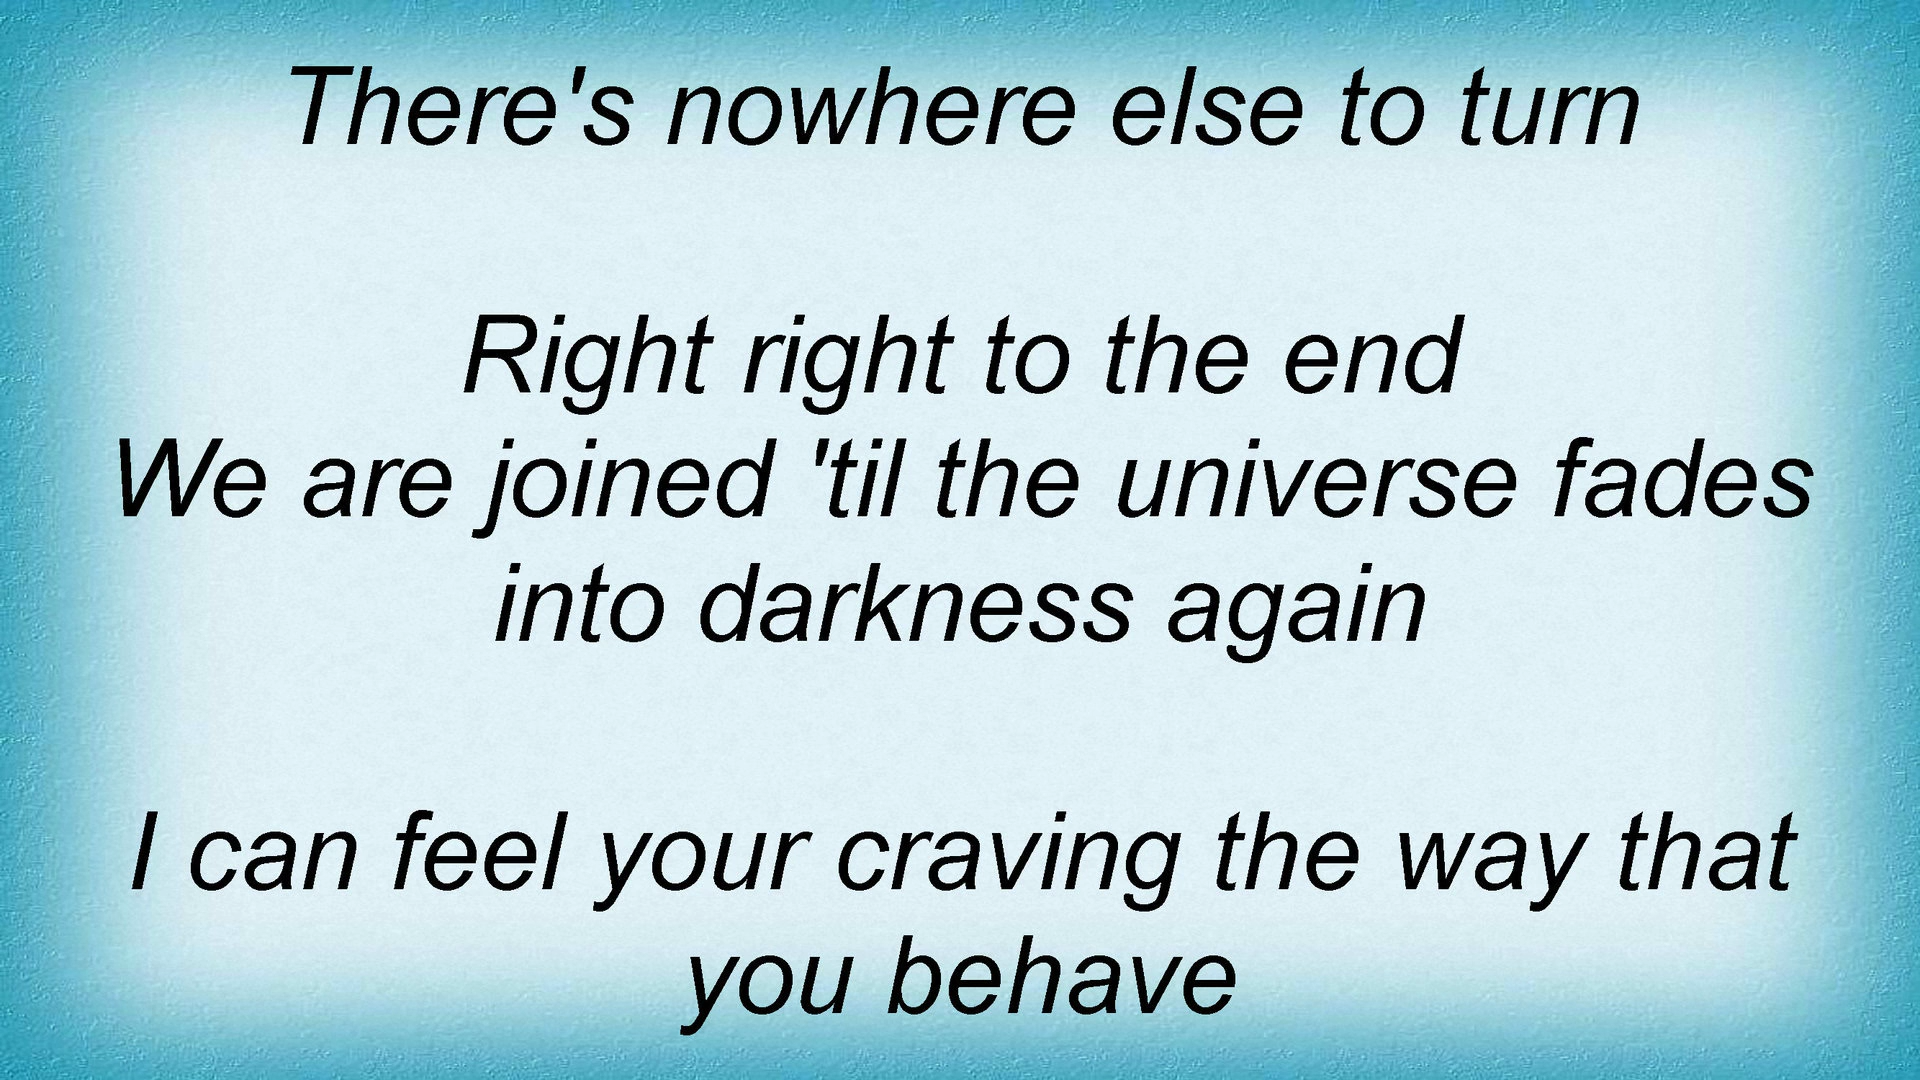 There's nowhere else to turn
Right right to the end
We are joined 'til the universe fades
into darkness again
I can feel your craving the way that
you behave